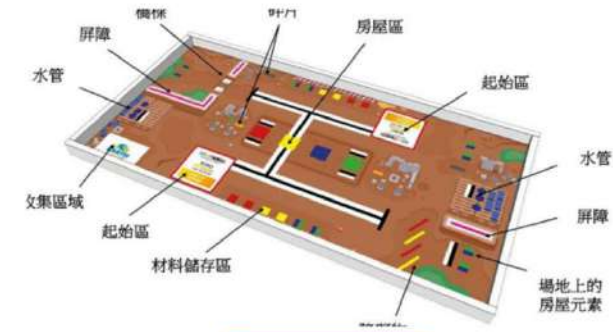 房屋區
屏障
起始區
水管
水管
收集區域
屏障
起始區
材料儲存區
場地上的
房屋元素